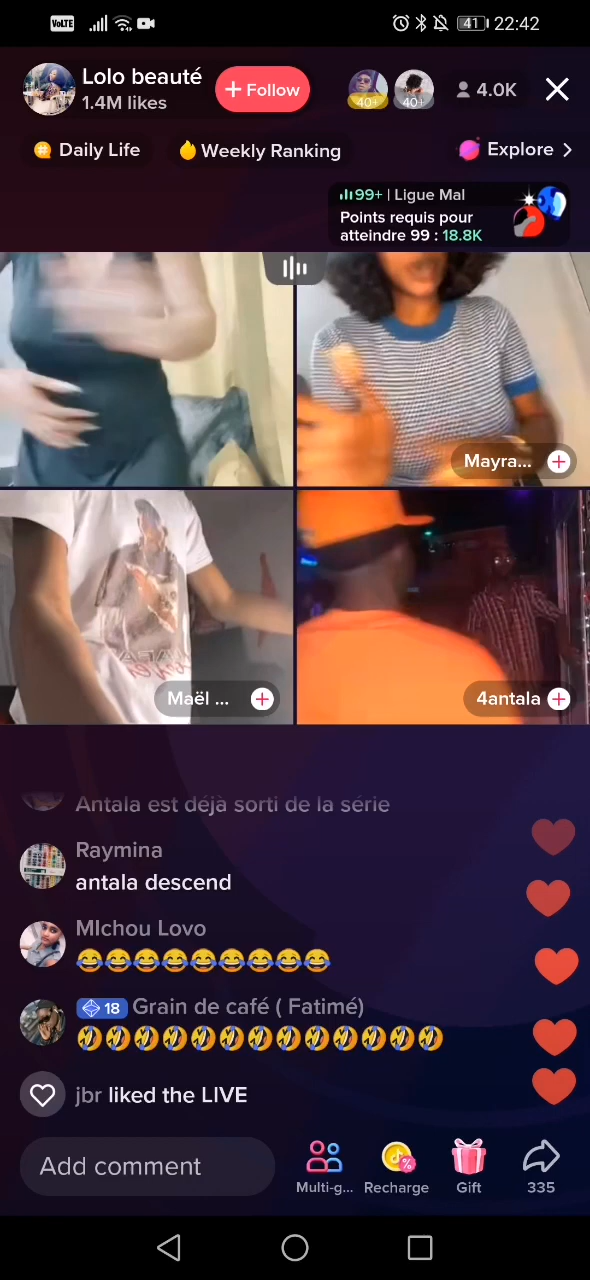 VoLTE
41
22:42
Lolo beauté
1.4M likes
+ Follow
40+
40+
4.0K
Daily Life
Weekly Ranking
Explore >
99+ | Ligue Mal
Points requis pour
atteindre 99 : 18.8K
Mayra...
Maël ...
4antala
Antala est déjà sorti de la série
Raymina
antala descend
MIchou Lovo
😂😂😂😂😂😂😂😂😂
18 Grain de café ( Fatimé)
🤣🤣🤣🤣🤣🤣🤣🤣🤣🤣🤣🤣🤣
jbr liked the LIVE
Add comment
Multi-g...
Recharge
Gift
335